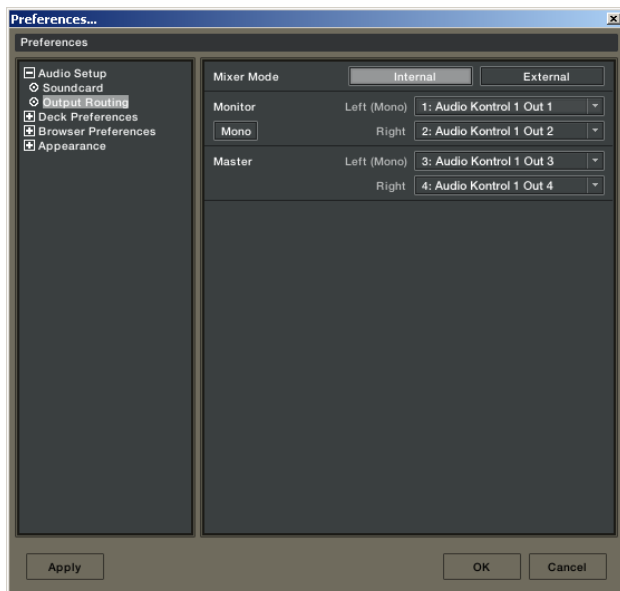 Preferences...
Preferences
Audio Setup
Soundcard
Output Routing
Deck Preferences
Browser Preferences
Appearance
Mixer Mode Internal External
Monitor Left (Mono) 1: Audio Kontrol 1 Out 1
Mono Right 2: Audio Kontrol 1 Out 2
Master Left (Mono) 3: Audio Kontrol 1 Out 3
Right 4: Audio Kontrol 1 Out 4
Apply OK Cancel